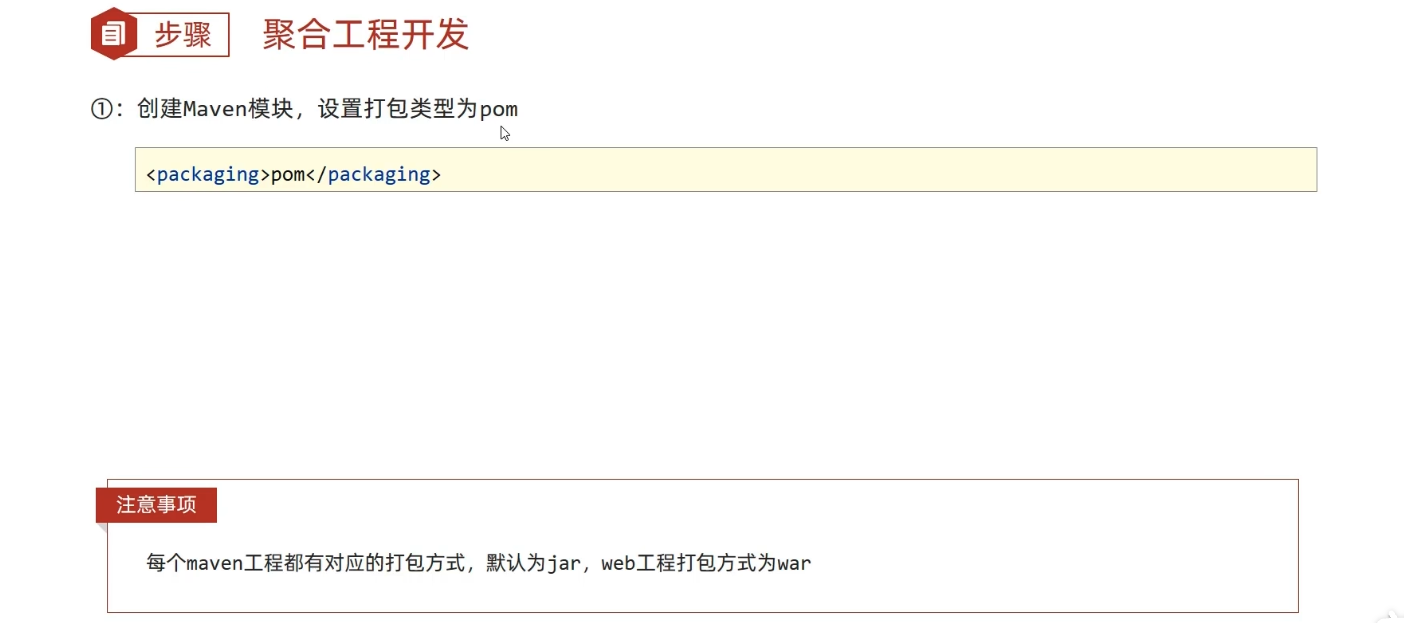 步骤 聚合工程开发
①：创建Maven模块，设置打包类型为pom
<packaging>pom</packaging>
注意事项
每个maven工程都有对应的打包方式，默认为jar，web工程打包方式为war